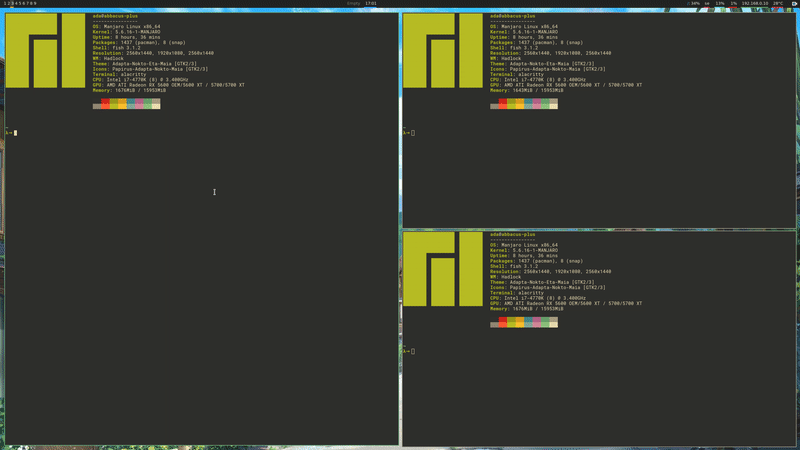 1 2 3 4 5 6 7 8 9
Empty 17:01
192.168.0.10
ade@abbacus-plus
----------------
OS: Manjaro Linux x86_64
Kernel: 5.6.16-1-MANJARO
Uptime: 8 hours, 36 mins
Packages: 1437 (pacman), 8 (snap)
Shell: fish 3.1.2
Resolution: 2560x1440, 1920x1080, 2560x1440
WM: Hadlock
Theme: Adapta-Nokto-Eta-Maia [GTK2/3]
Icons: Papirus-Adapta-Nokto-Maia [GTK2/3]
Terminal: alacritty
CPU: Intel i7-4770K (8) @ 3.400GHz
GPU: AMD ATI Radeon RX 5600 OEM/5600 XT / 5700/5700 XT
Memory: 1676MiB / 15953MiB
ade@abbacus-plus
----------------
OS: Manjaro Linux x86_64
Kernel: 5.6.16-1-MANJARO
Uptime: 8 hours, 36 mins
Packages: 1437 (pacman), 8 (snap)
Shell: fish 3.1.2
Resolution: 2560x1440, 1920x1080, 2560x1440
WM: Hadlock
Theme: Adapta-Nokto-Eta-Maia [GTK2/3]
Icons: Papirus-Adapta-Nokto-Maia [GTK2/3]
Terminal: alacritty
CPU: Intel i7-4770K (8) @ 3.400GHz
GPU: AMD ATI Radeon RX 5600 OEM/5600 XT / 5700/5700 XT
Memory: 1643MiB / 15953MiB
ade@abbacus-plus
----------------
OS: Manjaro Linux x86_64
Kernel: 5.6.16-1-MANJARO
Uptime: 8 hours, 36 mins
Packages: 1437 (pacman), 8 (snap)
Shell: fish 3.1.2
Resolution: 2560x1440, 1920x1080, 2560x1440
WM: Hadlock
Theme: Adapta-Nokto-Eta-Maia [GTK2/3]
Icons: Papirus-Adapta-Nokto-Maia [GTK2/3]
Terminal: alacritty
CPU: Intel i7-4770K (8) @ 3.400GHz
GPU: AMD ATI Radeon RX 5600 OEM/5600 XT / 5700/5700 XT
Memory: 1676MiB / 15953MiB